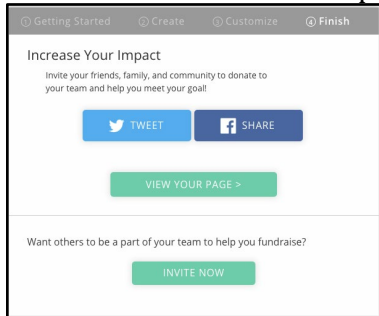 ① Getting Started ② Create ③ Customize ④ Finish
Increase Your Impact
Invite your friends, family, and community to donate to
your team and help you meet your goal!
TWEET SHARE
VIEW YOUR PAGE >
Want others to be a part of your team to help you fundraise?
INVITE NOW